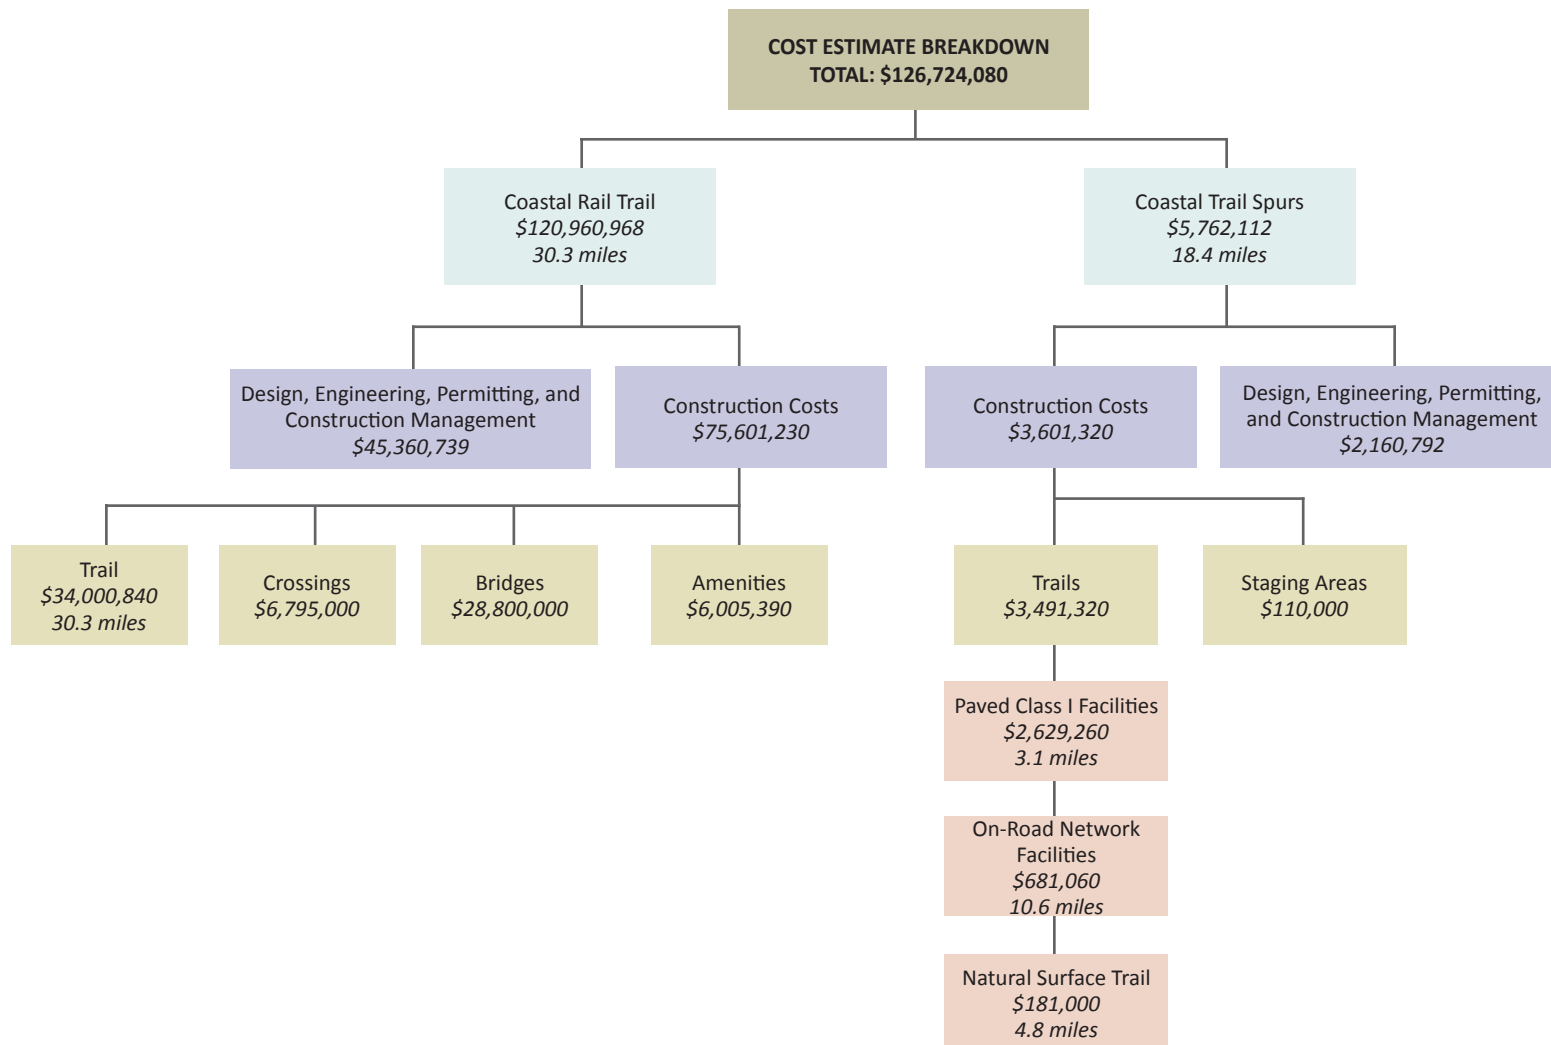 COST ESTIMATE BREAKDOWN
TOTAL: $126,724,080
Coastal Rail Trail
$120,960,968
30.3 miles
Coastal Trail Spurs
$5,762,112
18.4 miles
Design, Engineering, Permitting, and
Construction Management
$45,360,739
Construction Costs
$75,601,230
Construction Costs
$3,601,320
Design, Engineering, Permitting,
and Construction Management
$2,160,792
Trail
$34,000,840
30.3 miles
Crossings
$6,795,000
Bridges
$28,800,000
Amenities
$6,005,390
Trails
$3,491,320
Staging Areas
$110,000
Paved Class I Facilities
$2,629,260
3.1 miles
On-Road Network
Facilities
$681,060
10.6 miles
Natural Surface Trail
$181,000
4.8 miles